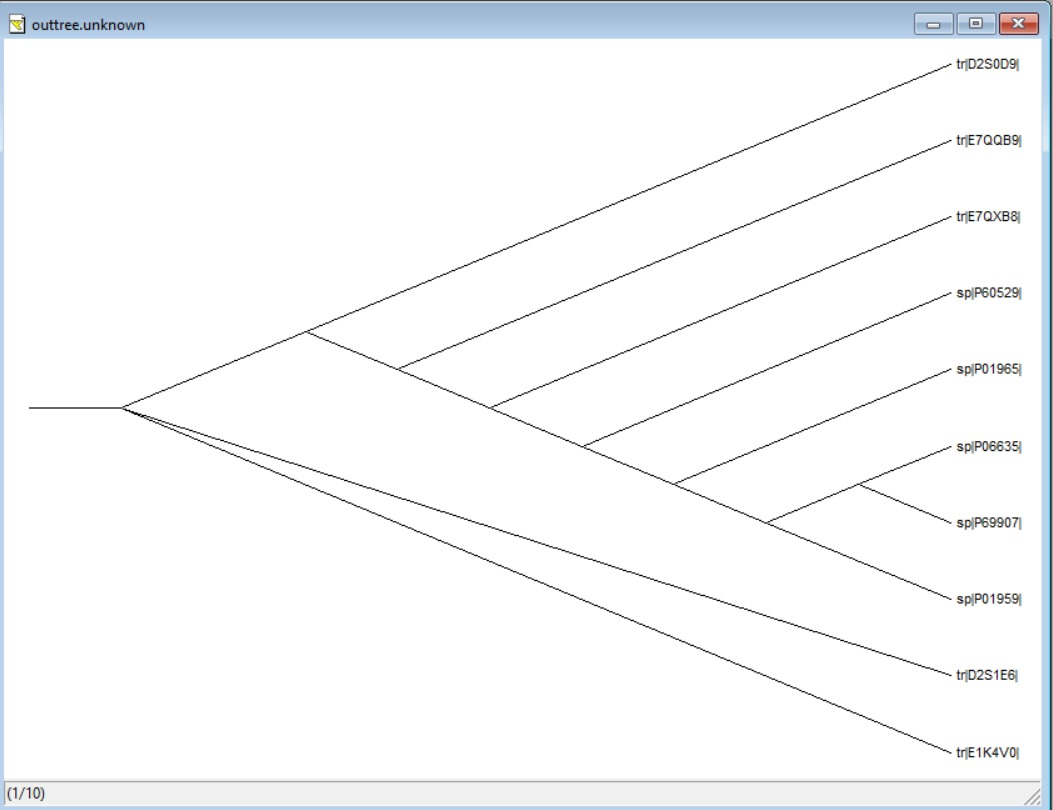 outtree.unknown
tr|D2S0D9|
tr|E7QQB9|
tr|E7QXB8|
sp|P60529|
sp|P01965|
sp|P06635|
sp|P69907|
sp|P01959|
tr|D2S1E6|
tr|E1K4V0|
(1/10)